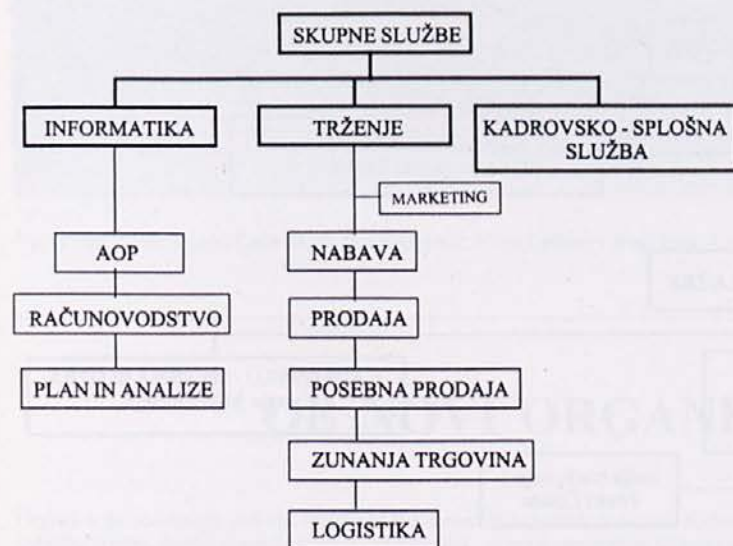 SKUPNE SLUŽBE
INFORMATIKA
TRŽENJE
KADROVSKO - SPLOŠNA
SLUŽBA
MARKETING
AOP
NABAVA
RAČUNOVODSTVO
PRODAJA
PLAN IN ANALIZE
POSEBNA PRODAJA
ZUNANJA TRGOVINA
LOGISTIKA